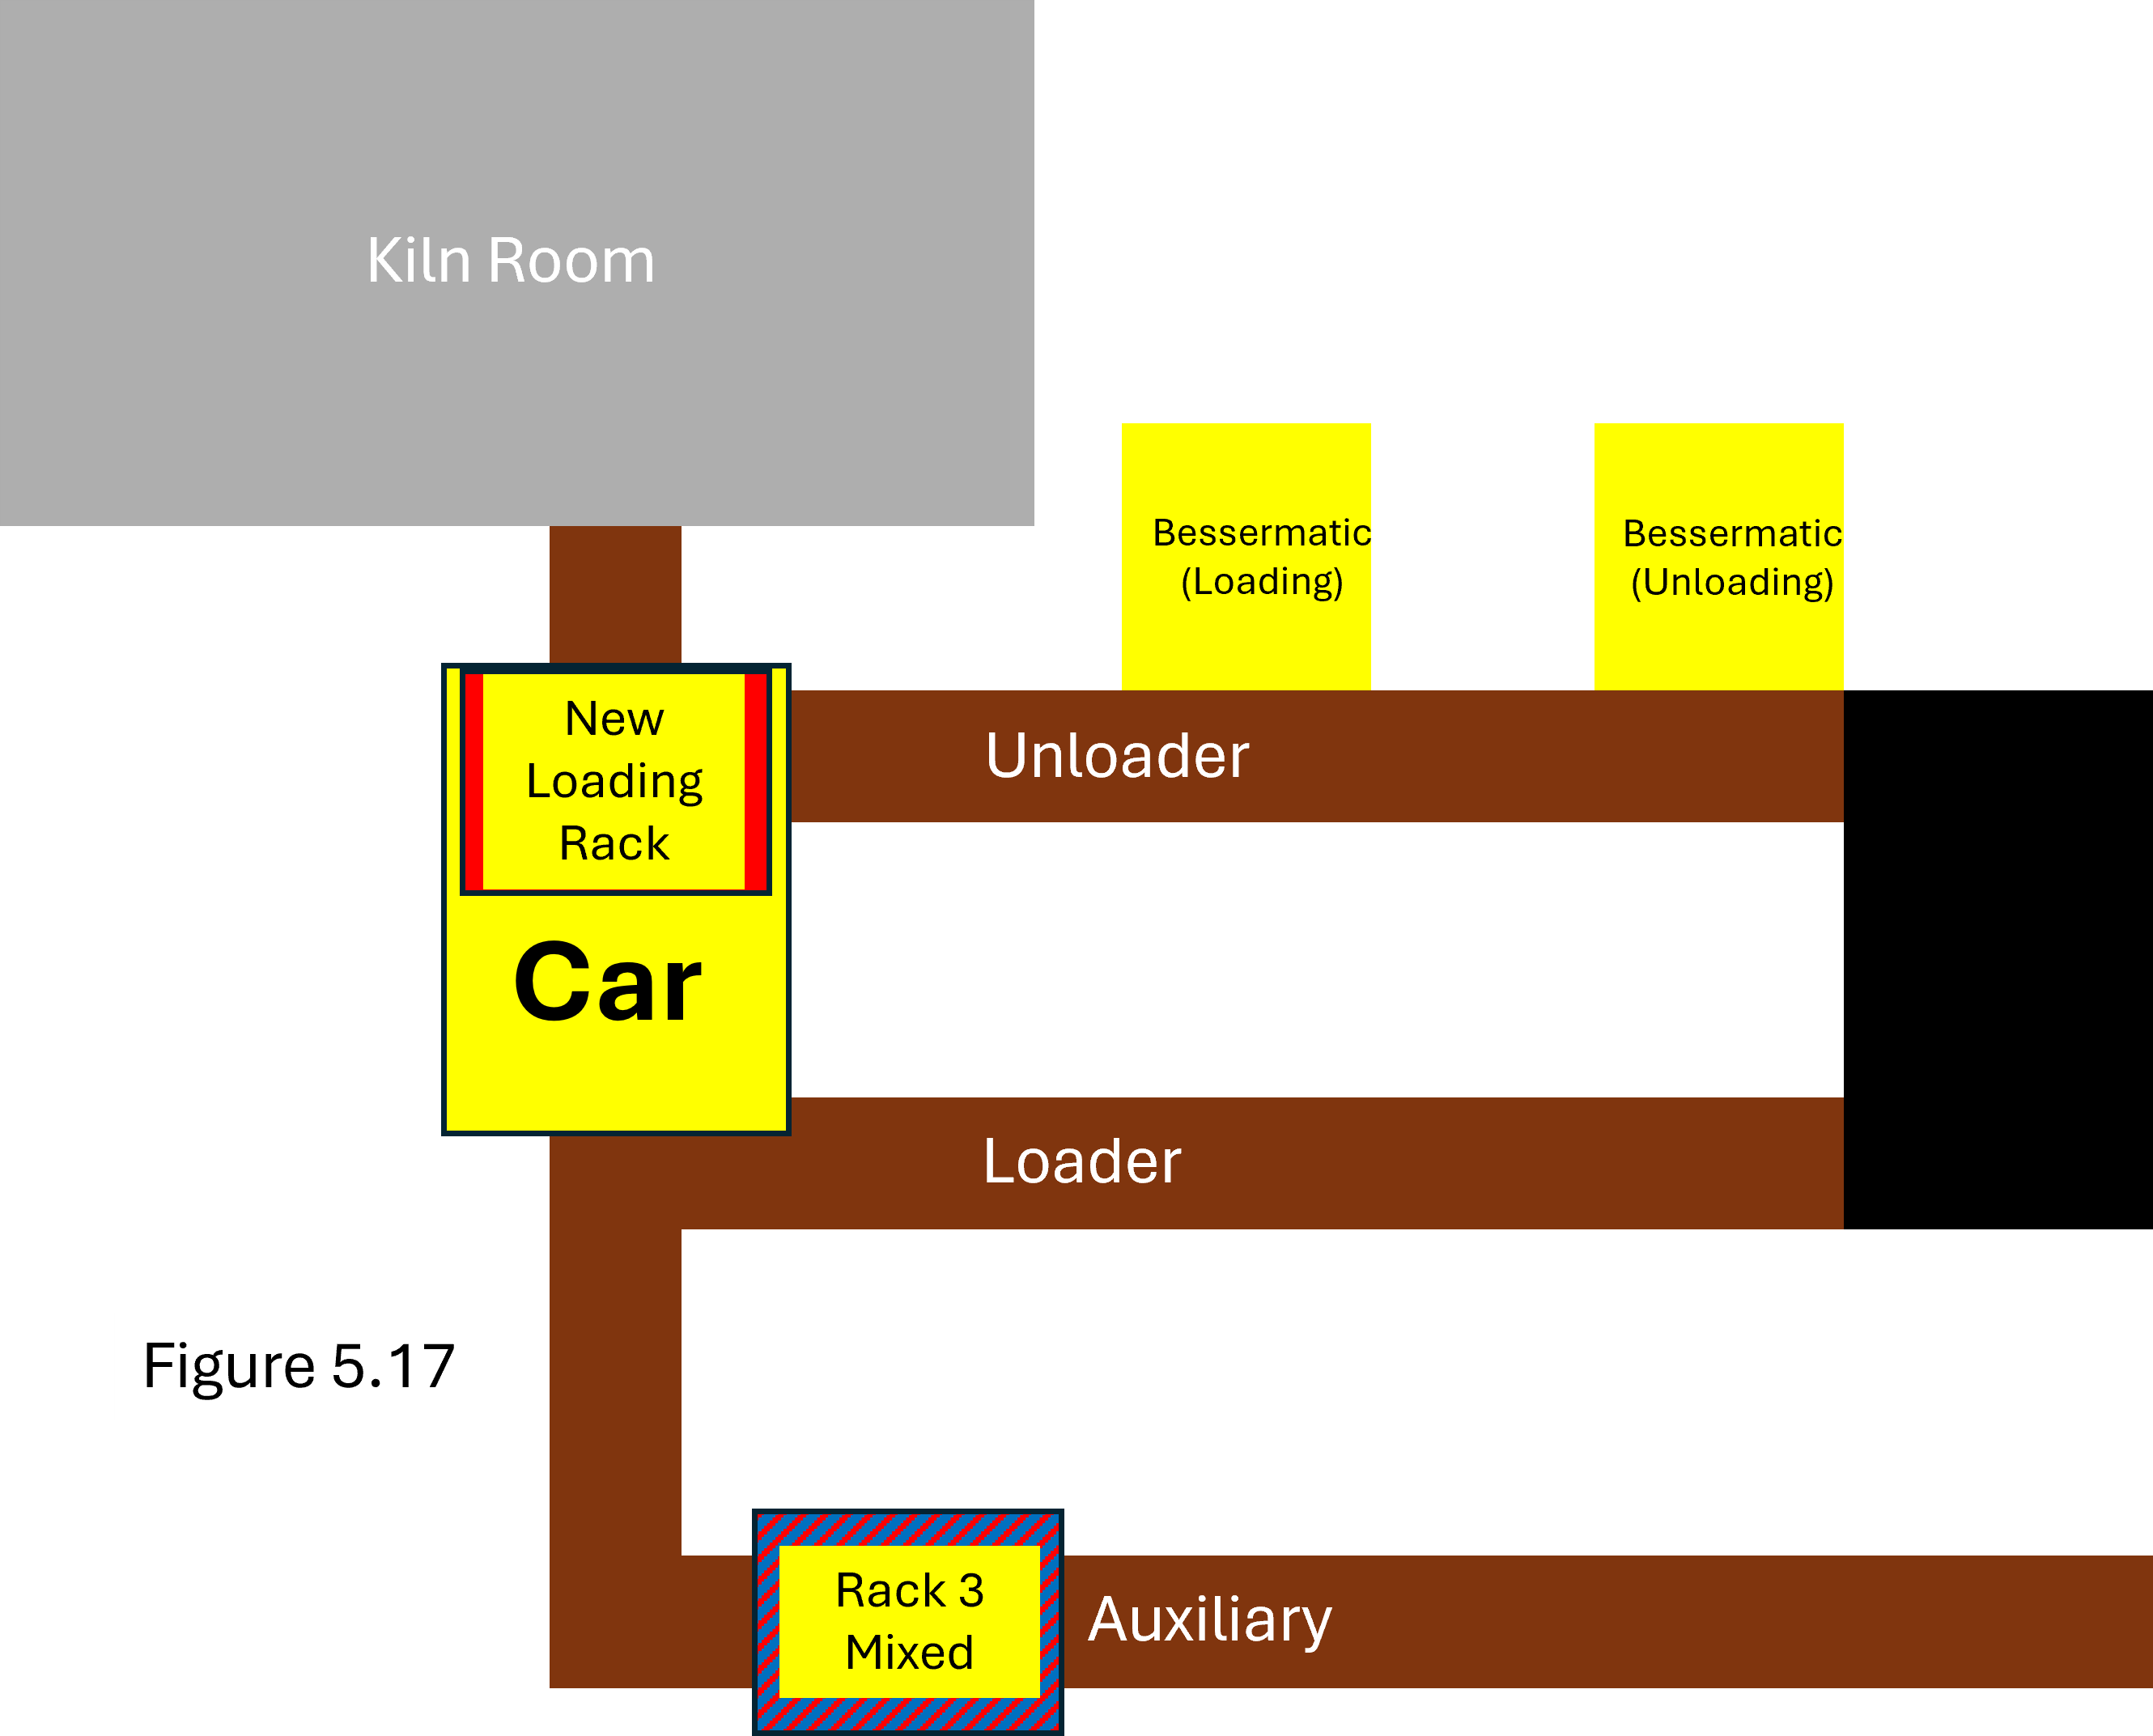 Kiln Room
Bessermatic
(Loading)
Bessermatic
(Unloading)
New
Loading
Rack
Unloader
Car
Loader
Figure 5.17
Rack 3
Mixed
Auxiliary